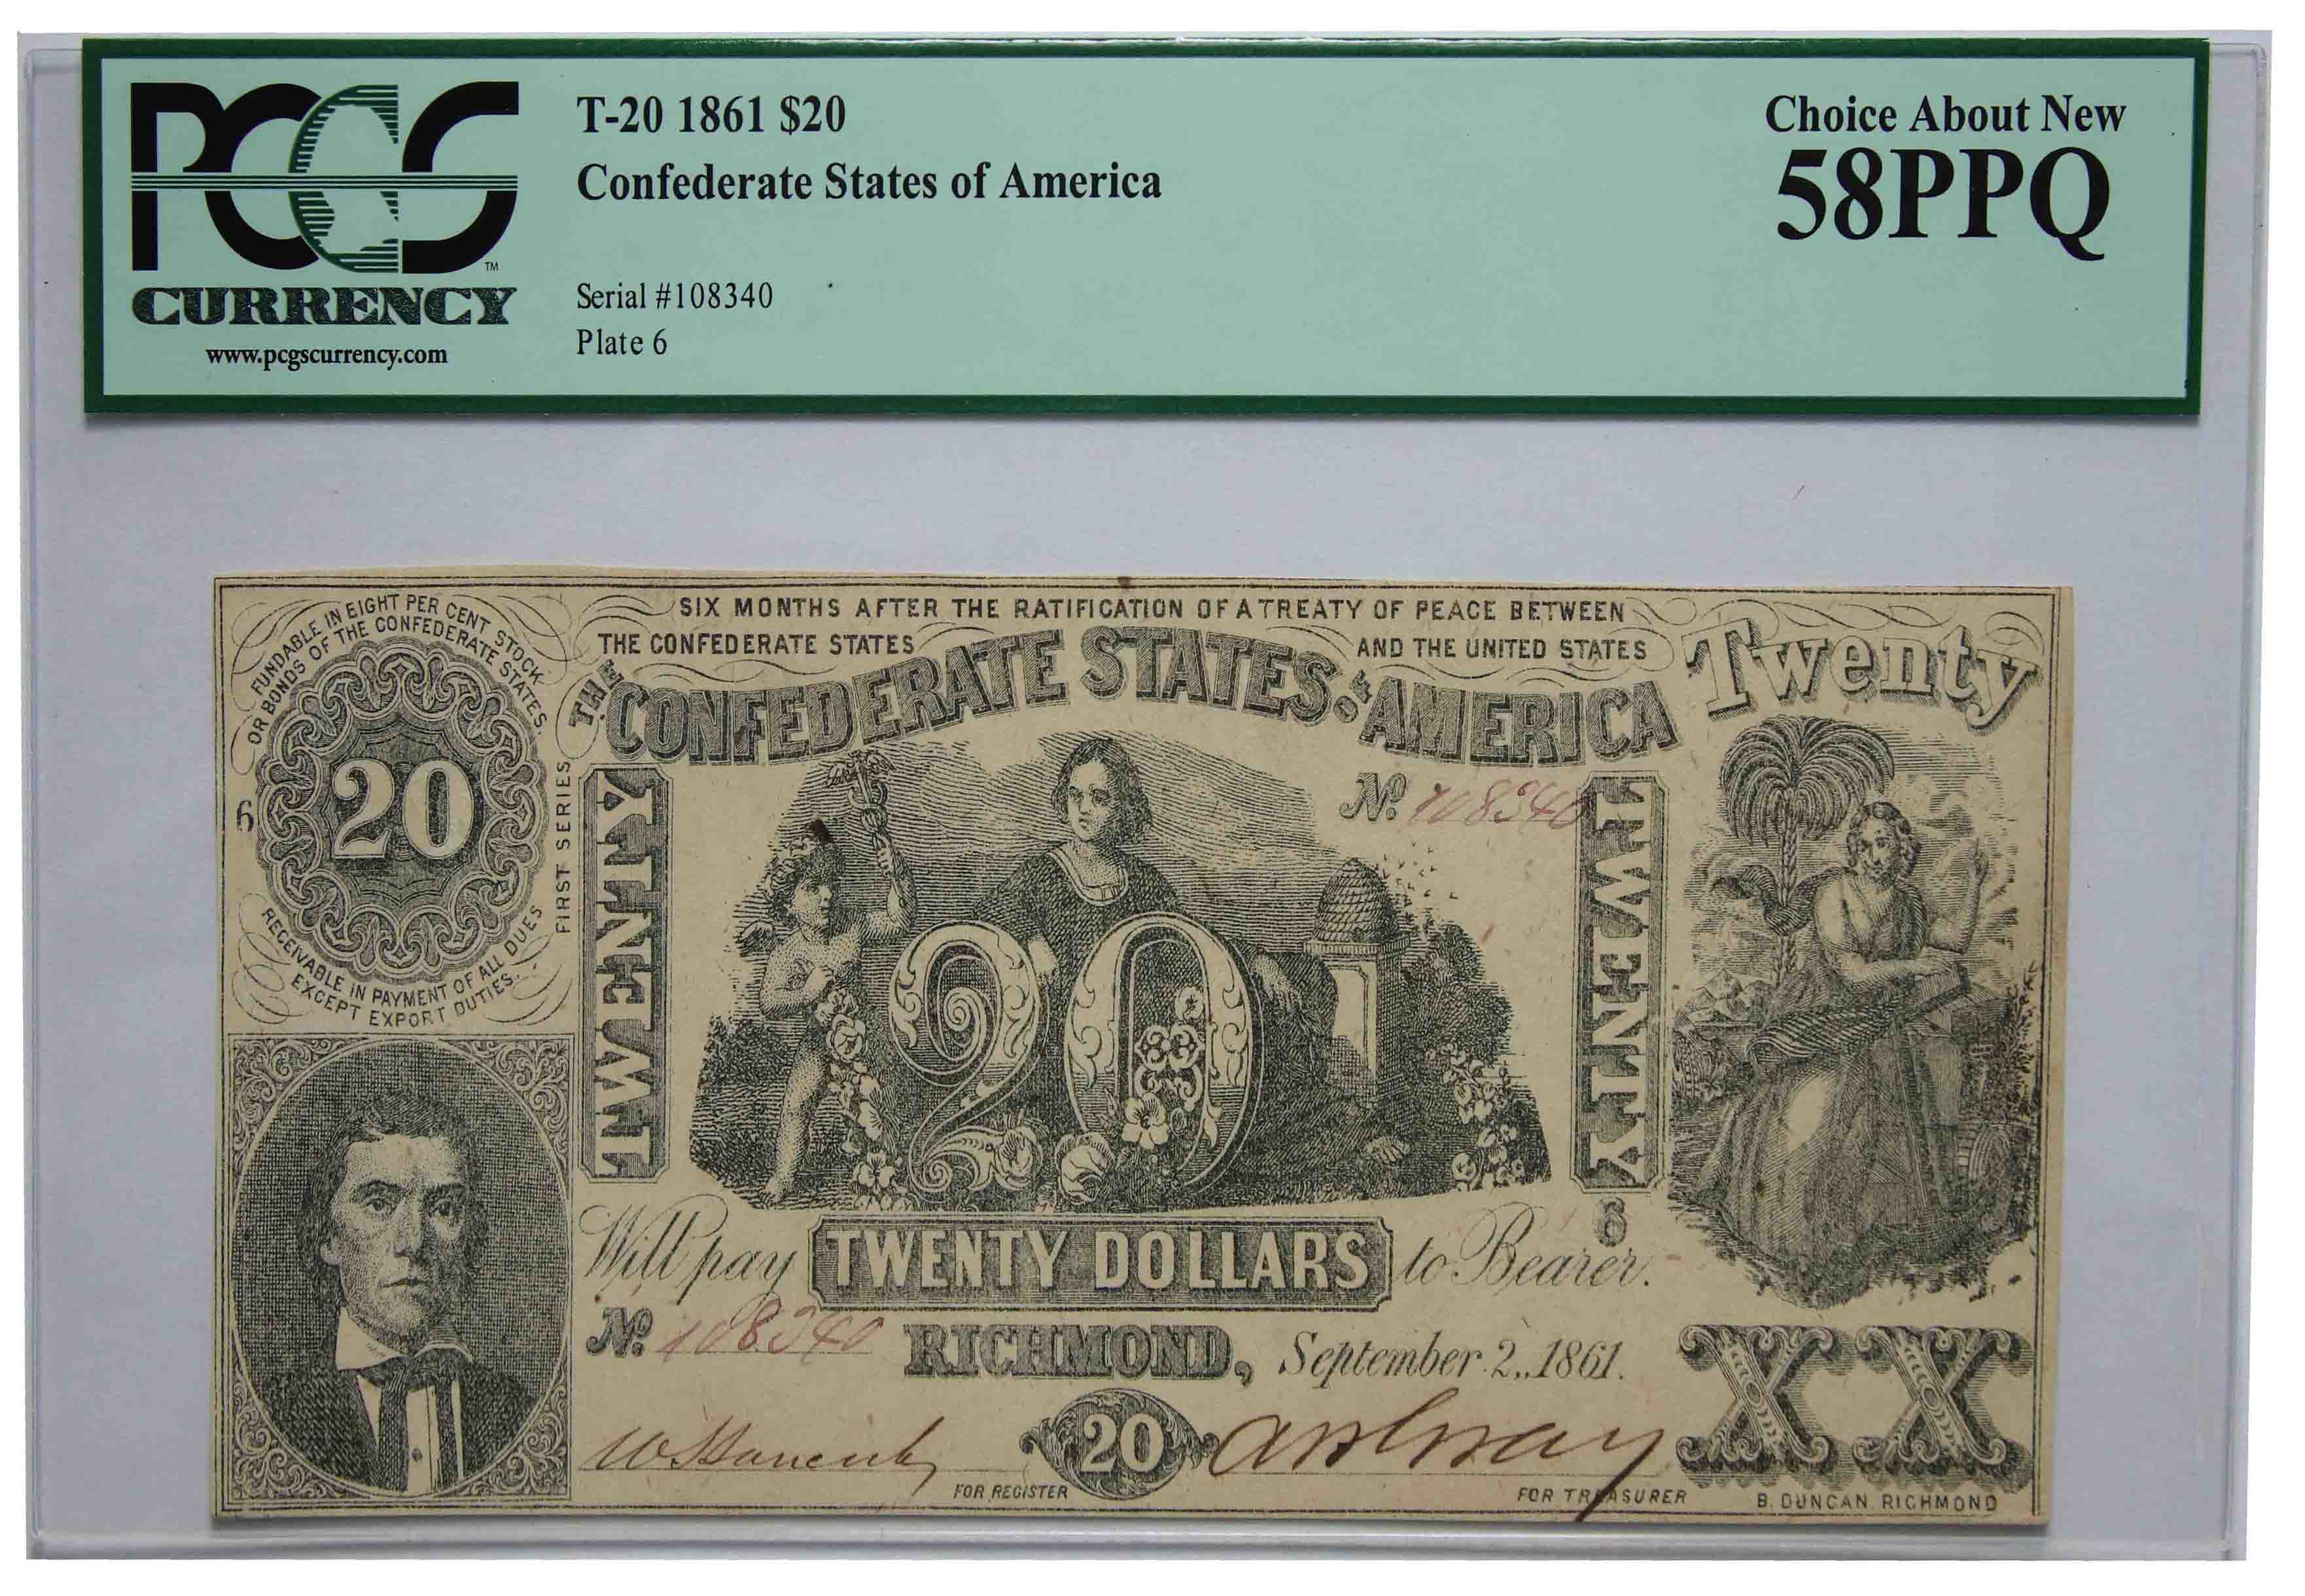 PCGS
TM
CURRENCY
www.pcgscurrency.com
T-20 1861 $20
Confederate States of America
Serial #108340
Plate 6
Choice About New
58PPQ
SIX MONTHS AFTER THE RATIFICATION OF A TREATY OF PEACE BETWEEN
THE CONFEDERATE STATES AND THE UNITED STATES
THE CONFEDERATE STATES OF AMERICA
Twenty
FUNDABLE IN EIGHT PER CENT STOCK
OR BONDS OF THE CONFEDERATE STATES.
6
20
FIRST SERIES
RECEIVABLE IN PAYMENT OF ALL DUES
EXCEPT EXPORT DUTIES.
TWENTY
20
No. 108340
TWENTY
6
Will pay TWENTY DOLLARS to Bearer.
No. 108340 RICHMOND, September 2, 1861.
XX
20
FOR REGISTER
FOR TREASURER
B. DUNCAN RICHMOND